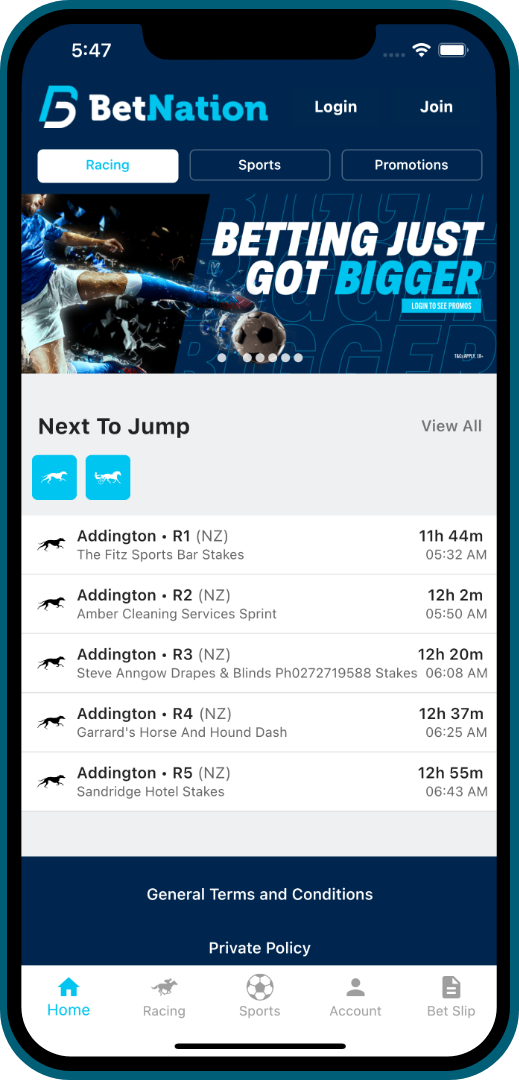 5:47
BetNation
Login
Join
Racing
Sports
Promotions
BETTING JUST
GOT BIGGER
LOGIN TO SEE PROMOS
T&Cs APPLY. 18+
Next To Jump
View All
Addington • R1 (NZ)
11h 44m
The Fitz Sports Bar Stakes
05:32 AM
Addington • R2 (NZ)
12h 2m
Amber Cleaning Services Sprint
05:50 AM
Addington • R3 (NZ)
12h 20m
Steve Anngow Drapes & Blinds Ph0272719588 Stakes
06:08 AM
Addington • R4 (NZ)
12h 37m
Garrard's Horse And Hound Dash
06:25 AM
Addington • R5 (NZ)
12h 55m
Sandridge Hotel Stakes
06:43 AM
General Terms and Conditions
Private Policy
Home
Racing
Sports
Account
Bet Slip